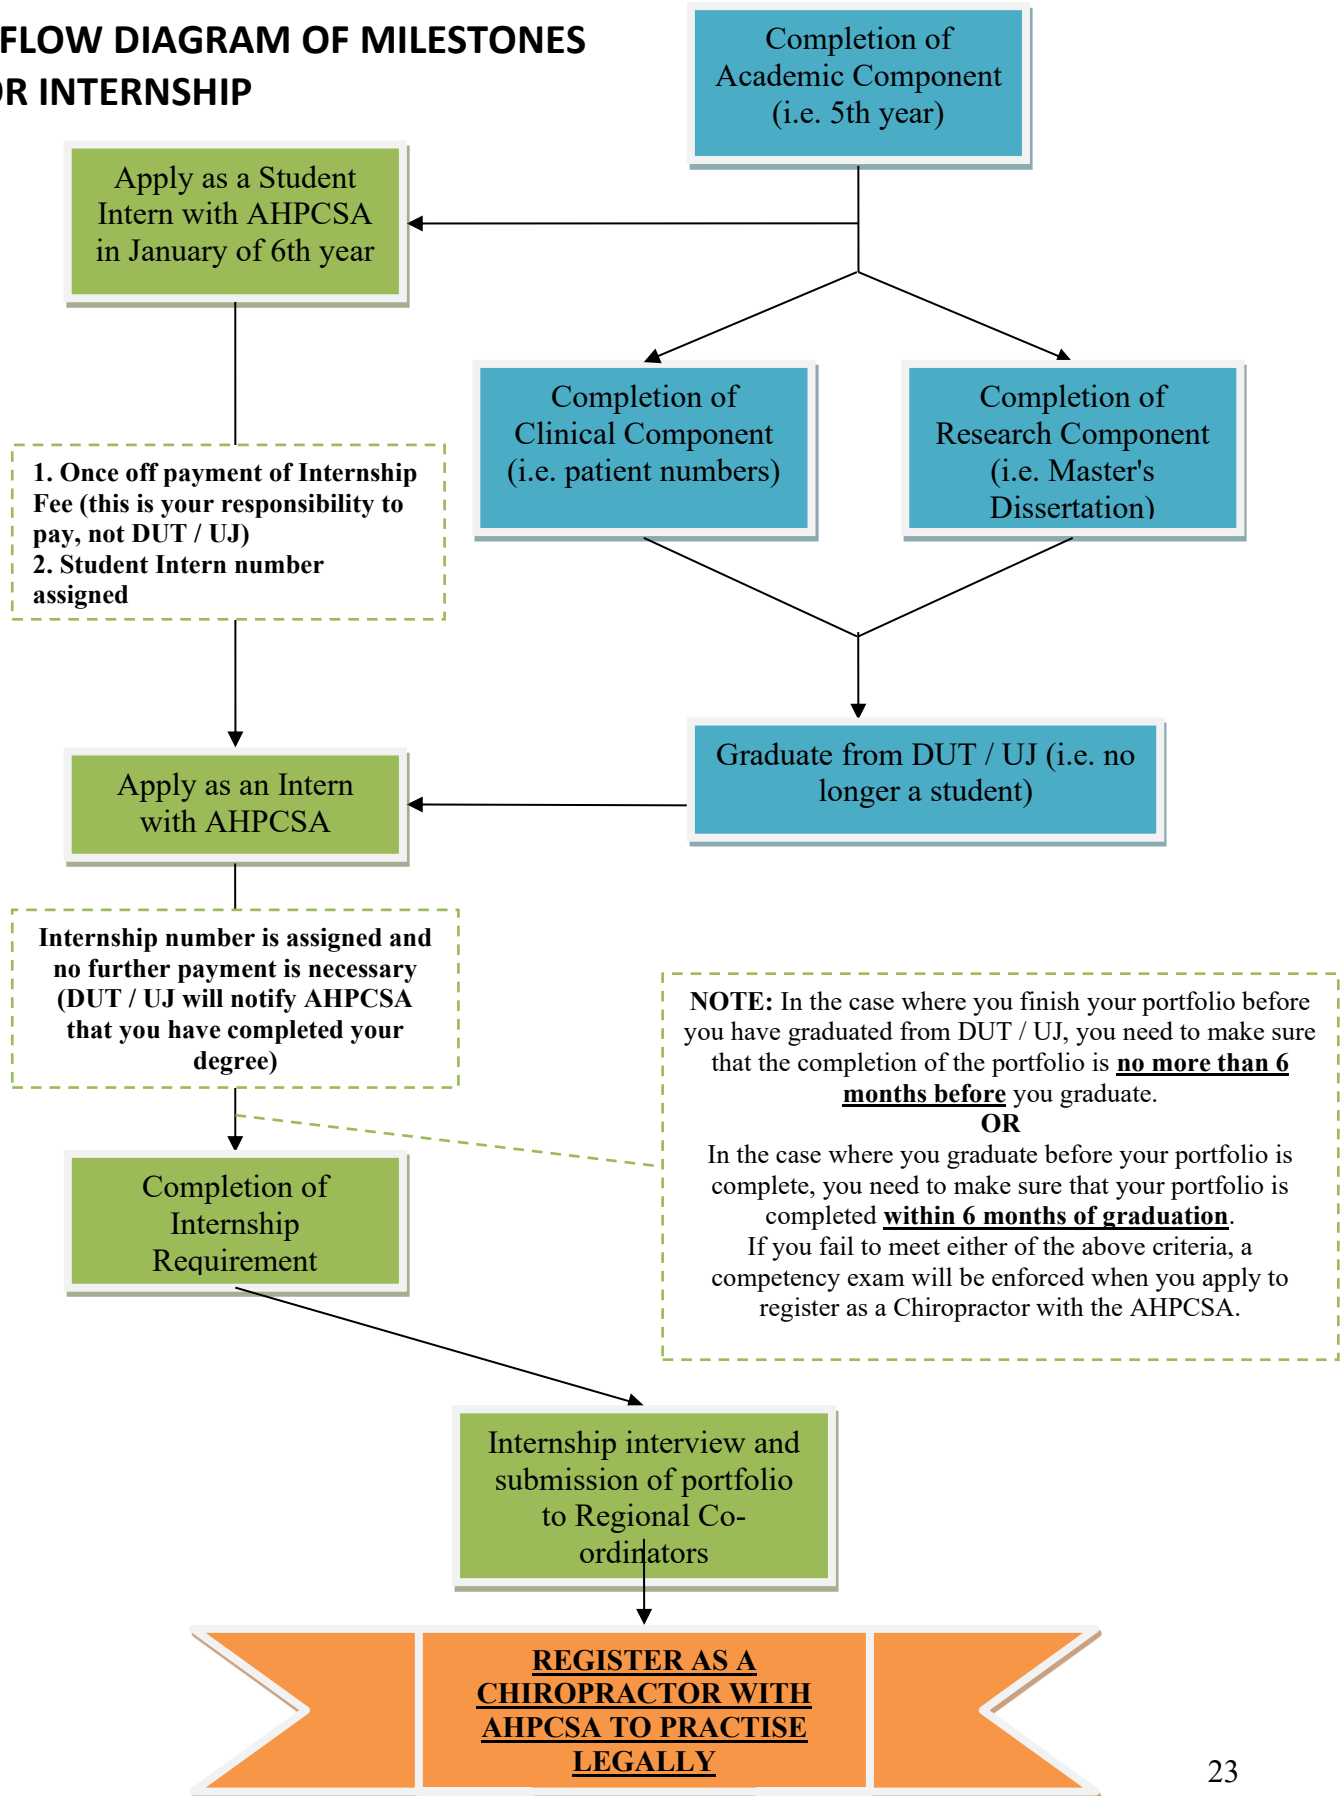 FLOW DIAGRAM OF MILESTONES
OR INTERNSHIP
Completion of
Academic Component
(i.e. 5th year)
Apply as a Student
Intern with AHPCSA
in January of 6th year
Completion of
Clinical Component
(i.e. patient numbers)
Completion of
Research Component
(i.e. Master's
Dissertation)
1. Once off payment of Internship
Fee (this is your responsibility to
pay, not DUT / UJ)
2. Student Intern number
assigned
Graduate from DUT / UJ (i.e. no
longer a student)
Apply as an Intern
with AHPCSA
Internship number is assigned and
no further payment is necessary
(DUT / UJ will notify AHPCSA
that you have completed your
degree)
NOTE: In the case where you finish your portfolio before
you have graduated from DUT / UJ, you need to make sure
that the completion of the portfolio is no more than 6
months before you graduate.
OR
In the case where you graduate before your portfolio is
complete, you need to make sure that your portfolio is
completed within 6 months of graduation.
If you fail to meet either of the above criteria, a
competency exam will be enforced when you apply to
register as a Chiropractor with the AHPCSA.
Completion of
Internship
Requirement
Internship interview and
submission of portfolio
to Regional Co-
ordinators
REGISTER AS A
CHIROPRACTOR WITH
AHPCSA TO PRACTISE
LEGALLY
23